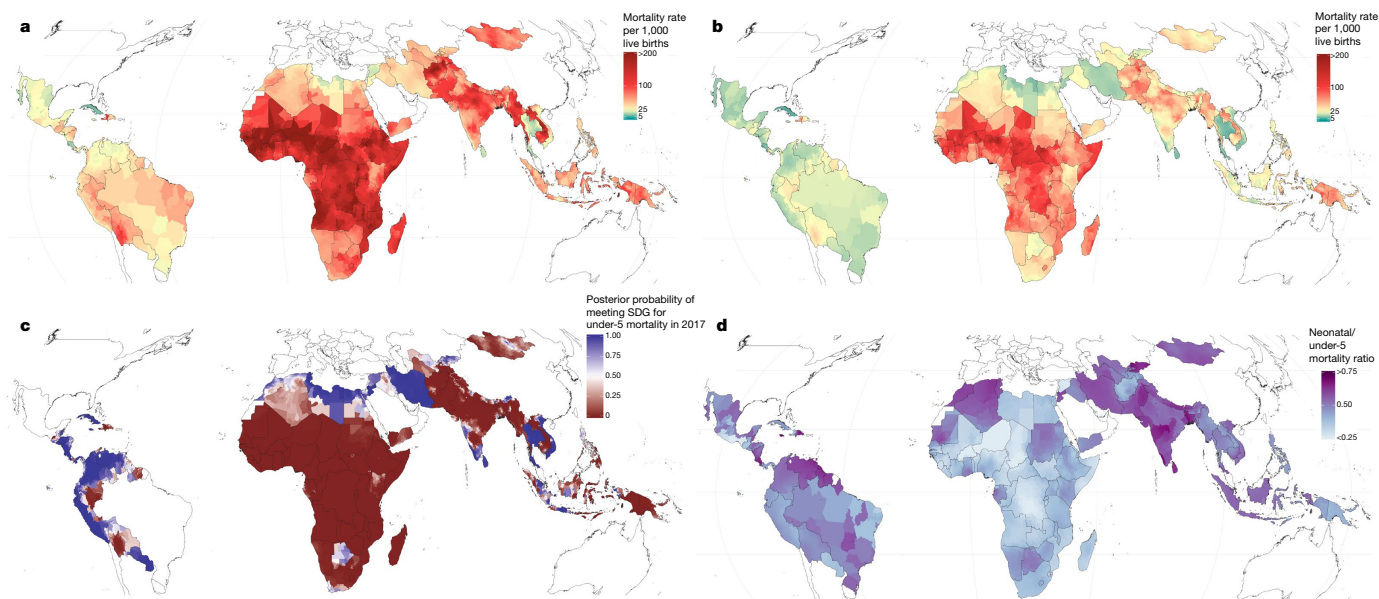 a
Mortality rate
per 1,000
live births
>200
100
25
5
b
Mortality rate
per 1,000
live births
>200
100
25
5
c
Posterior probability of
meeting SDG for
under-5 mortality in 2017
1.00
0.75
0.50
0.25
0
d
Neonatal/
under-5
mortality ratio
>0.75
0.50
<0.25